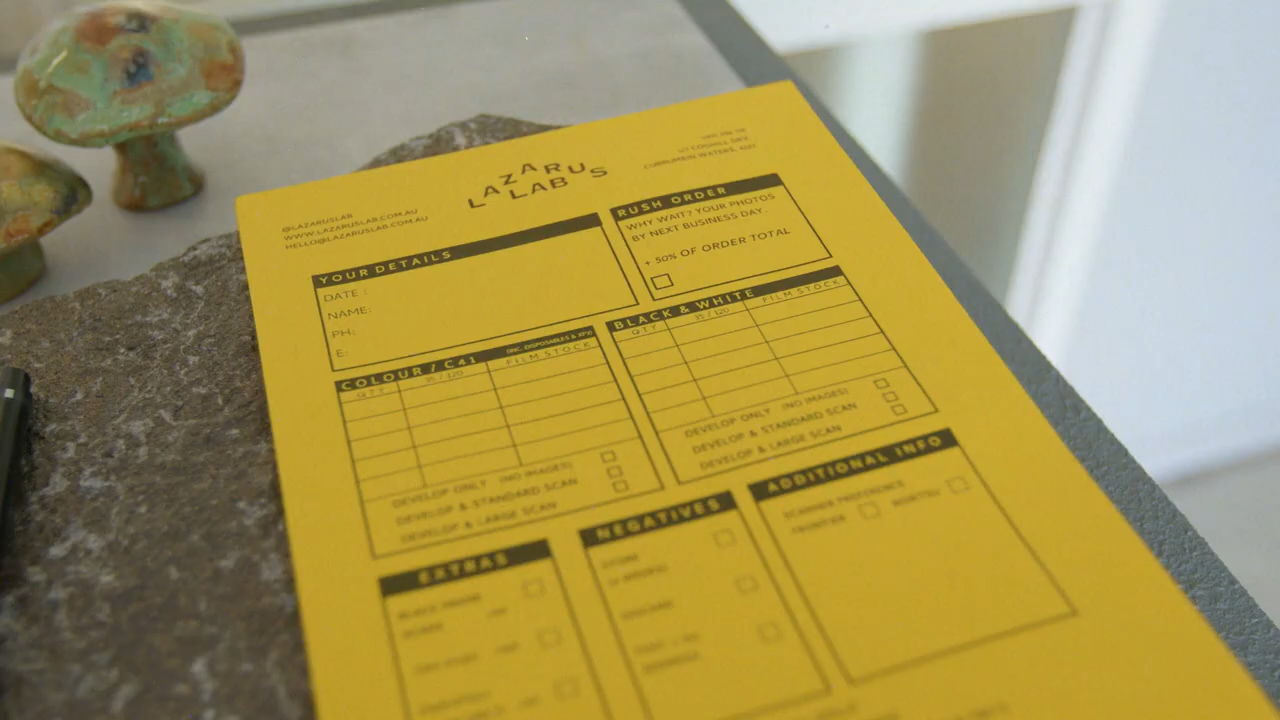 LAZARUS
LAB
@LAZARUSLAB
WWW.LAZARUSLAB.COM.AU
HELLO@LAZARUSLAB.COM.AU
CURRUMBIN WATERS,
YOUR DETAILS
DATE :
NAME:
PH:
E:
RUSH ORDER
WHY WAIT? YOUR PHOTOS
BY NEXT BUSINESS DAY.
+ 50% OF ORDER TOTAL
COLOUR / C41 (INC. DISPOSABLES &
QTY 35 / 120 FILM STOCK
DEVELOP ONLY (NO IMAGES)
DEVELOP & STANDARD SCAN
DEVELOP & LARGE SCAN
BLACK & WHITE
QTY 35 / 120 FILM STOCK
DEVELOP ONLY (NO IMAGES)
DEVELOP & STANDARD SCAN
DEVELOP & LARGE SCAN
EXTRAS
NEGATIVES
ADDITIONAL INFO
SCANNER PREFERENCE
FRONTIER NORITSU